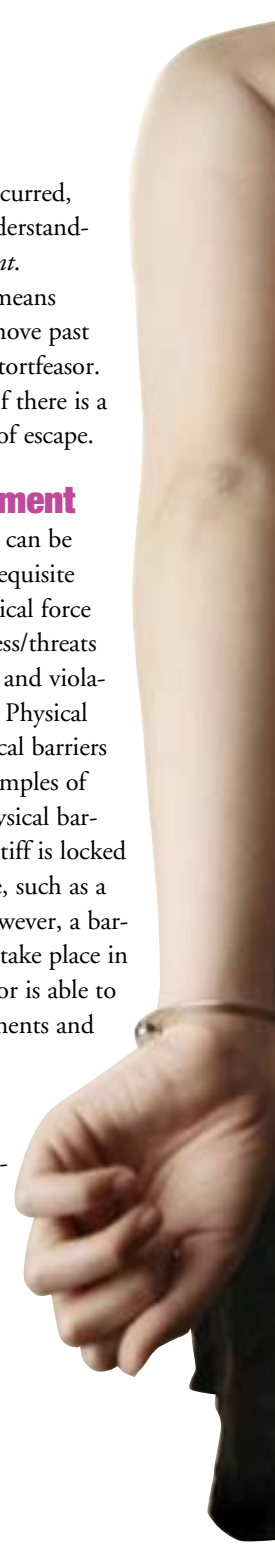 curred,
derstand-
nt.
means
move past
tortfeasor.
f there is a
of escape.
ment
can be
equisite
ical force
ess/threats
and viola-
Physical
cal barriers
mples of
ysical bar-
tiff is locked
e, such as a
wever, a bar-
take place in
or is able to
nents and
-